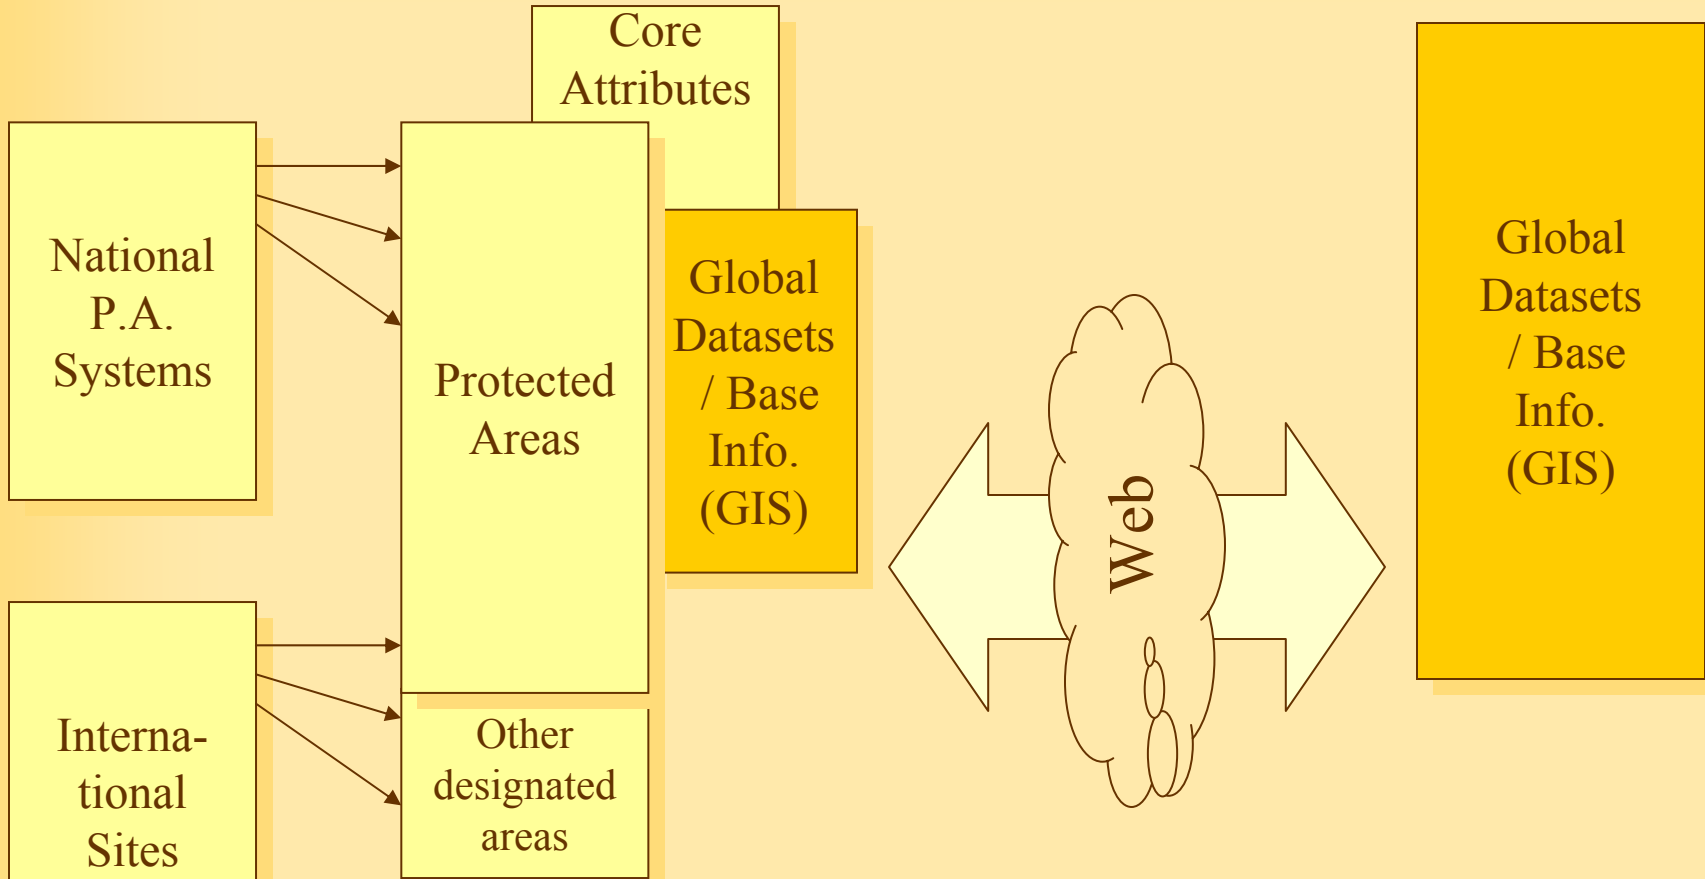 Core
Attributes
National
P.A.
Systems
Protected
Areas
Global
Datasets
/ Base
Info.
(GIS)
Web
Global
Datasets
/ Base
Info.
(GIS)
Interna-
tional
Sites
Other
designated
areas